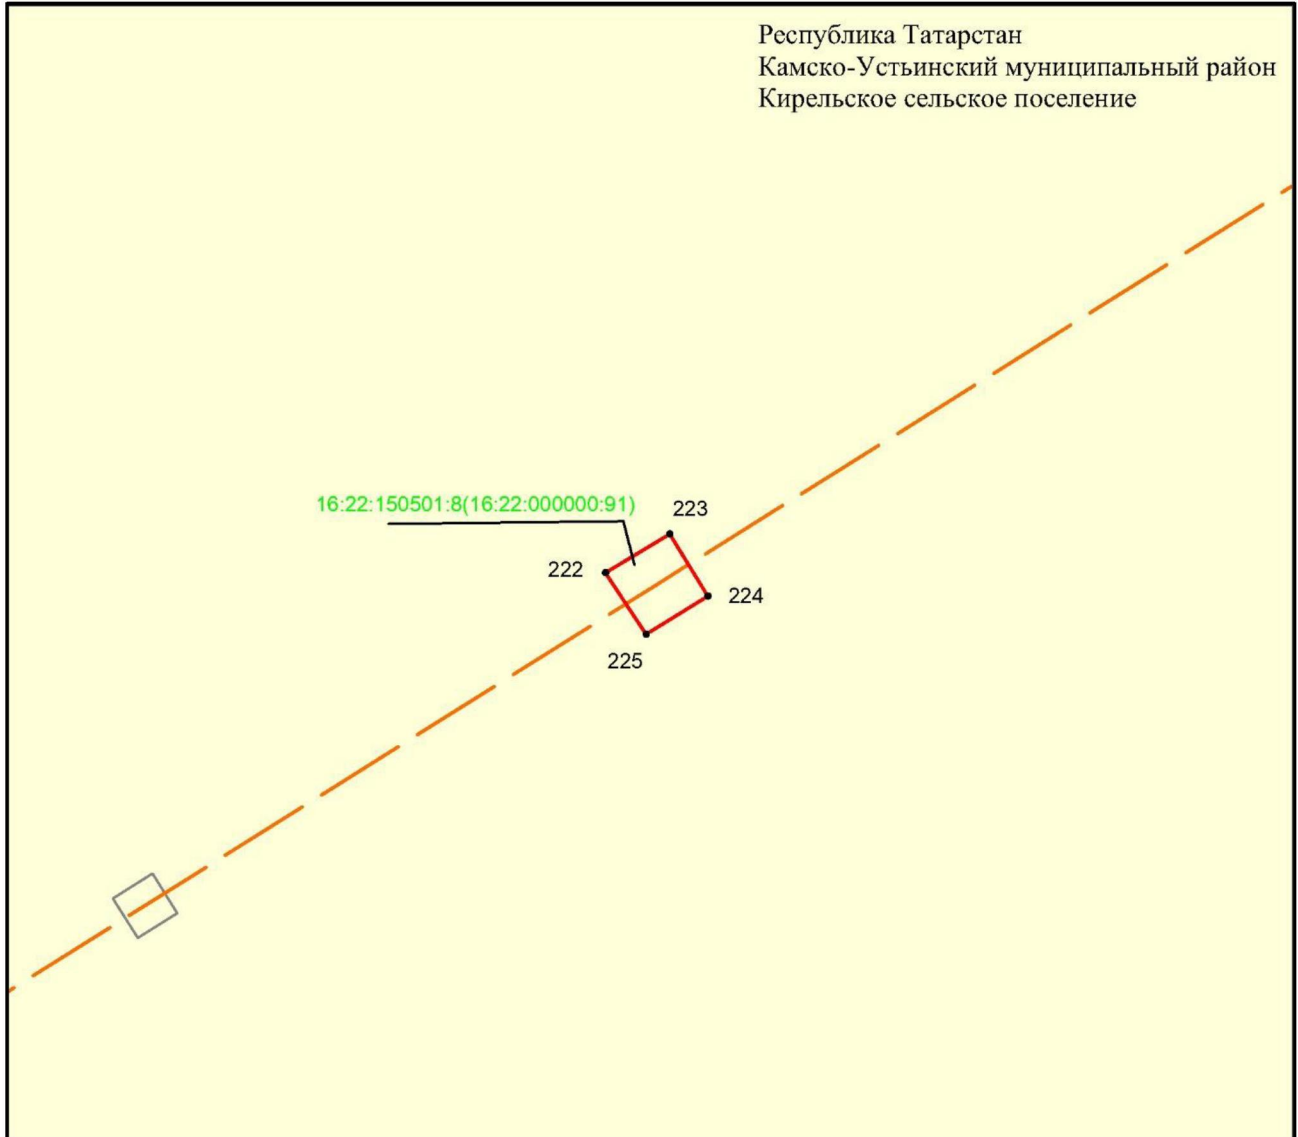 Республика Татарстан
Камско-Устьинский муниципальный район
Кирельское сельское поселение
16:22:150501:8(16:22:000000:91)
223
222
224
225